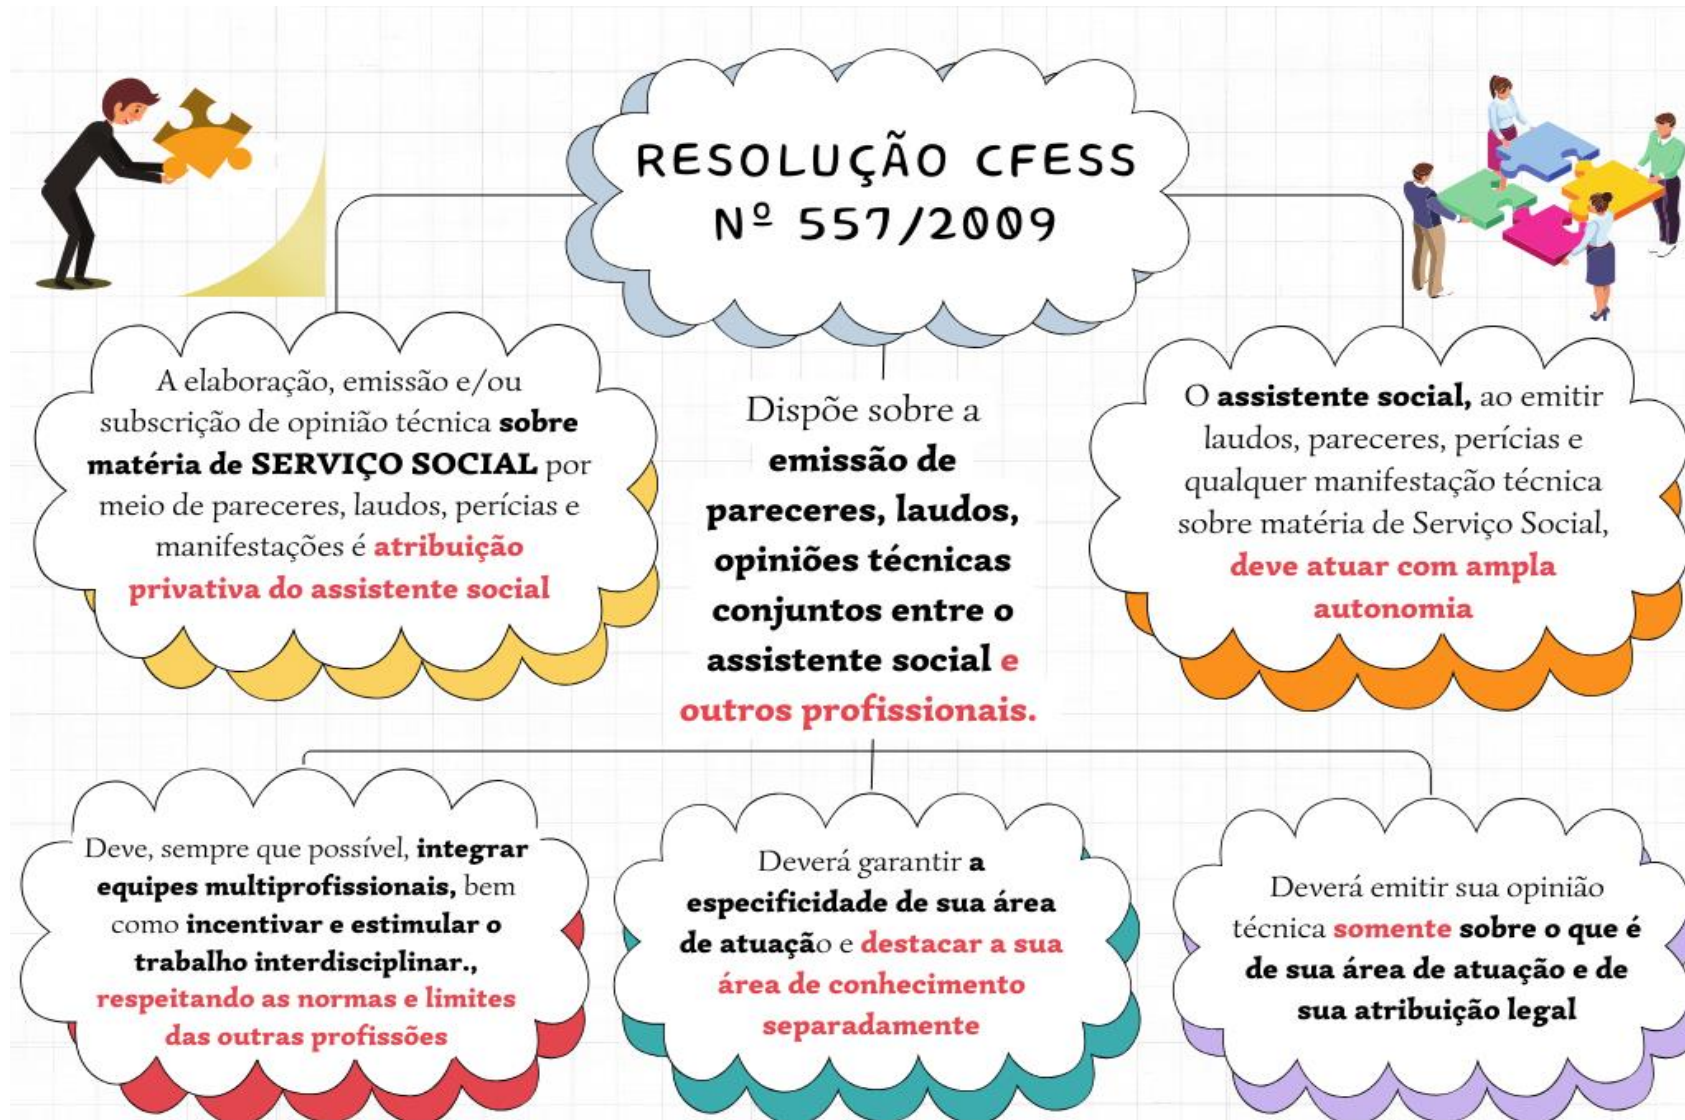 RESOLUÇÃO CFESS
Nº 557/2009
A elaboração, emissão e/ou
subscrição de opinião técnica sobre
matéria de SERVIÇO SOCIAL por
meio de pareceres, laudos, perícias e
manifestações é atribuição
privativa do assistente social
Dispõe sobre a
emissão de
pareceres, laudos,
opiniões técnicas
conjuntos entre o
assistente social e
outros profissionais.
O assistente social, ao emitir
laudos, pareceres, perícias e
qualquer manifestação técnica
sobre matéria de Serviço Social,
deve atuar com ampla
autonomia
Deve, sempre que possível, integrar
equipes multiprofissionais, bem
como incentivar e estimular o
trabalho interdisciplinar.,
respeitando as normas e limites
das outras profissões
Deverá garantir a
especificidade de sua área
de atuação e destacar a sua
área de conhecimento
separadamente
Deverá emitir sua opinião
técnica somente sobre o que é
de sua área de atuação e de
sua atribuição legal